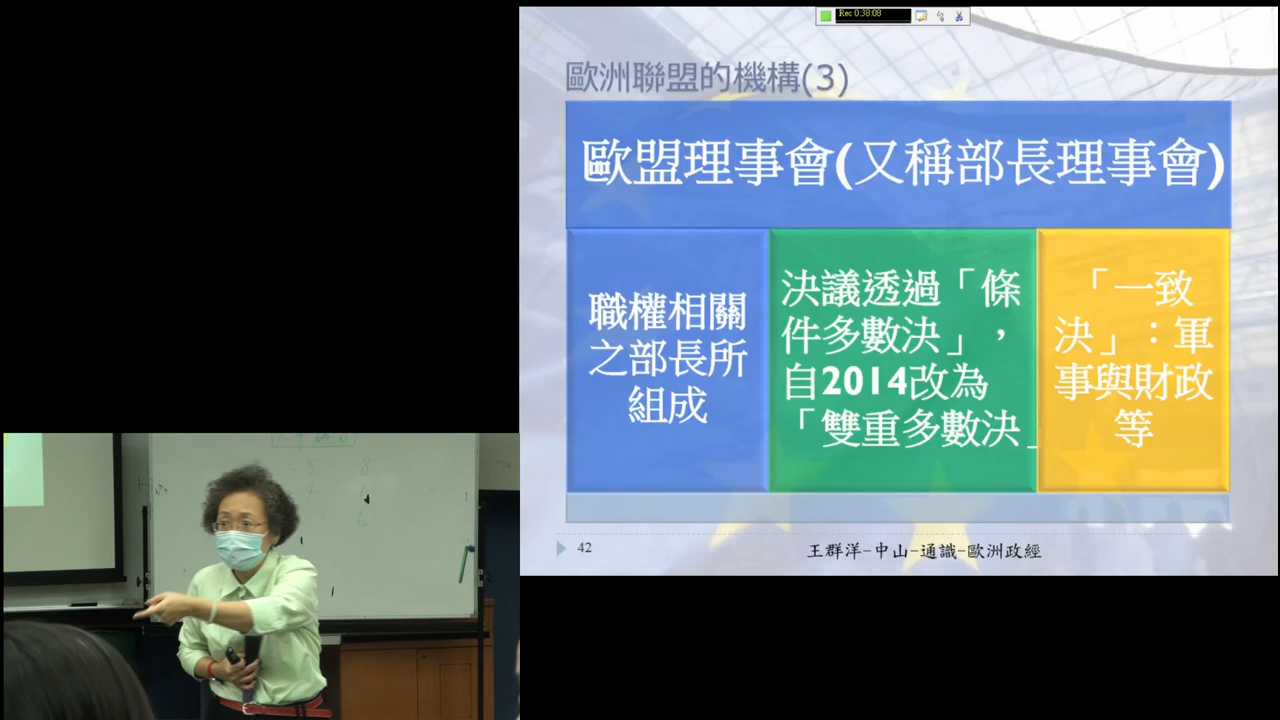 Rec 0:38:08
歐洲聯盟的機構(3)
歐盟理事會(又稱部長理事會)
職權相關
之部長所
組成
決議透過「條
件多數決」，
自2014改為
「雙重多數決」
「一致
決」：軍
事與財政
等
42
王群洋-中山-通識-歐洲政經
5
8
4
6